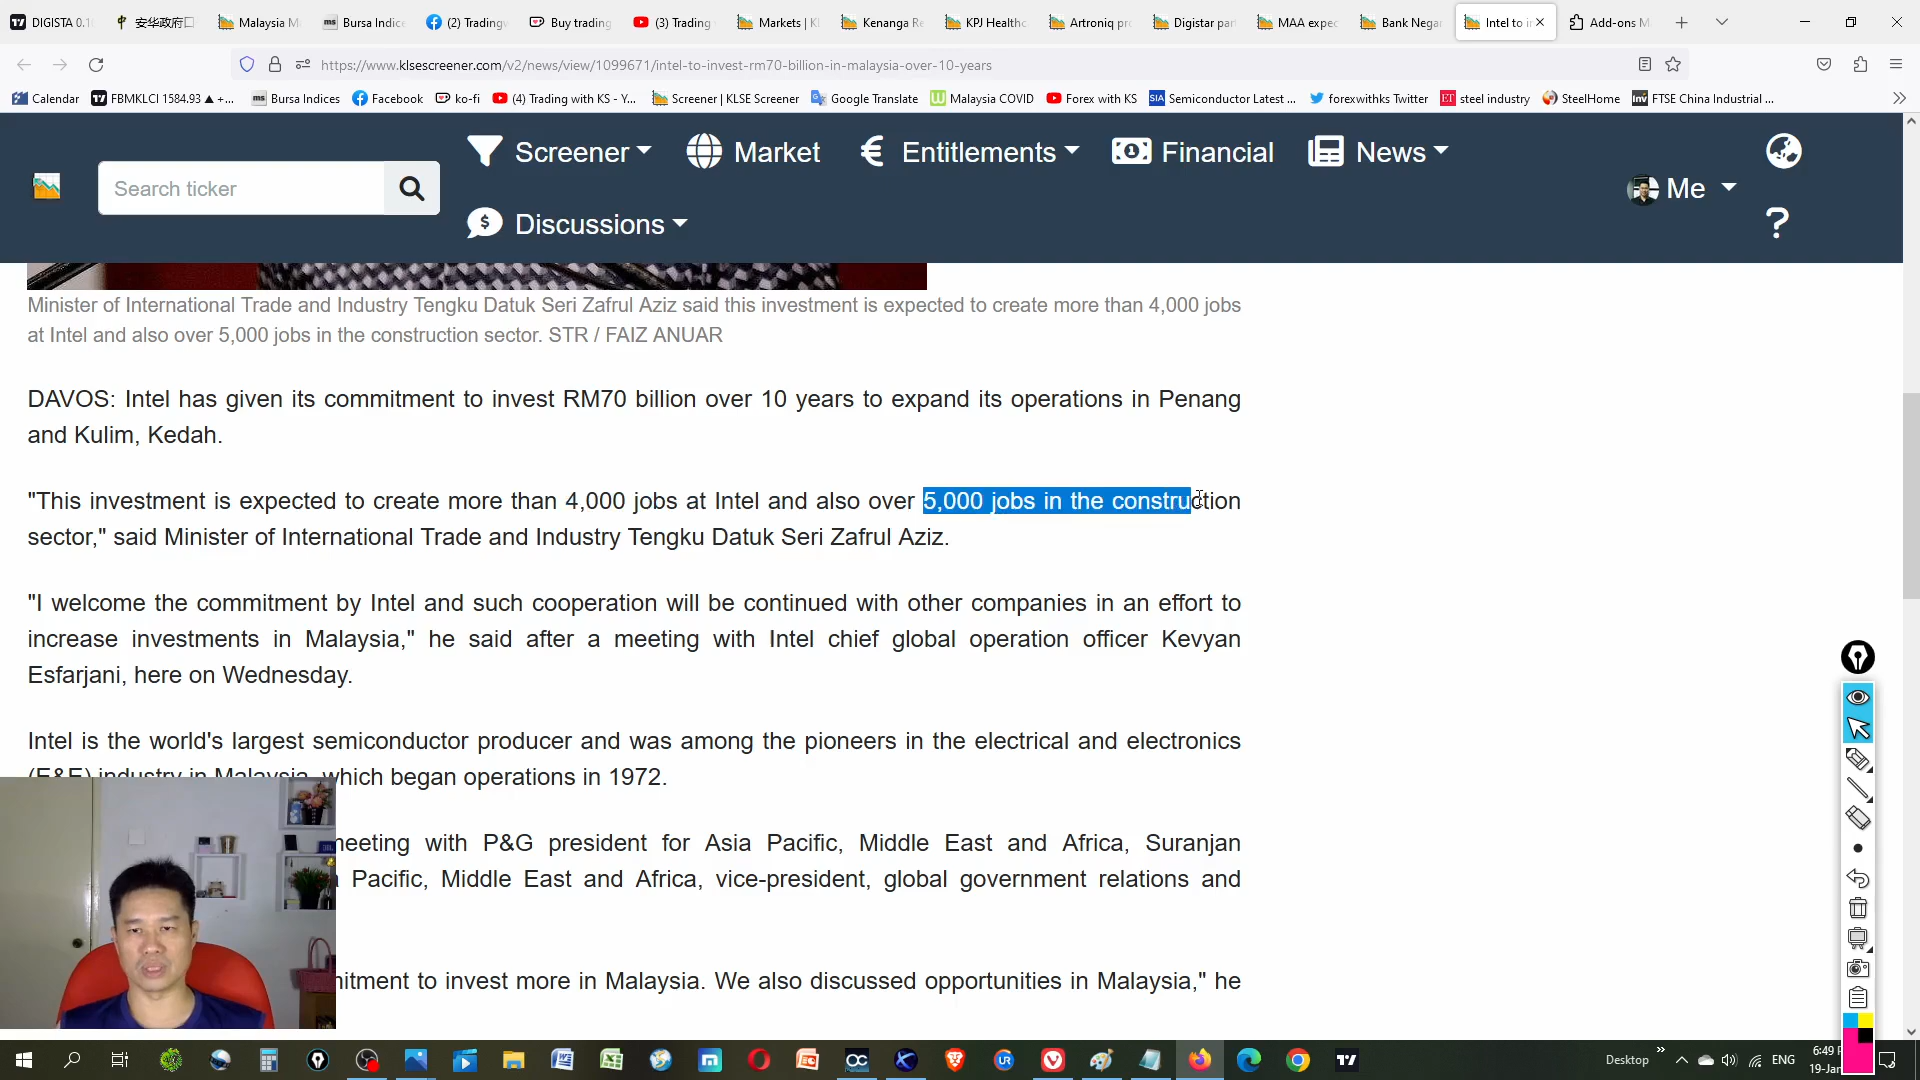 DIGISTA 0.1
安华政府
Malaysia M
Bursa Indice
(2) Trading
Buy trading
(3) Trading
Markets | K
Kenanga Re
KPJ Healthc
Artroniq pr
Digistar par
MAA expec
Bank Negar
Intel to i
Add-ons M
https://www.klsescreener.com/v2/news/view/1099671/intel-to-invest-rm70-billion-in-malaysia-over-10-years
Calendar
FBMKLCI 1584.93 ▲ +...
Bursa Indices
Facebook
ko-fi
(4) Trading with KS - Y...
Screener | KLSE Screener
Google Translate
Malaysia COVID
Forex with KS
Semiconductor Latest ...
forexwithks Twitter
steel industry
SteelHome
FTSE China Industrial ...
Screener
Market
Entitlements
Financial
News
Search ticker
Me
Discussions
Minister of International Trade and Industry Tengku Datuk Seri Zafrul Aziz said this investment is expected to create more than 4,000 jobs
at Intel and also over 5,000 jobs in the construction sector. STR / FAIZ ANUAR
DAVOS: Intel has given its commitment to invest RM70 billion over 10 years to expand its operations in Penang
and Kulim, Kedah.
"This investment is expected to create more than 4,000 jobs at Intel and also over 5,000 jobs in the construction
sector," said Minister of International Trade and Industry Tengku Datuk Seri Zafrul Aziz.
"I welcome the commitment by Intel and such cooperation will be continued with other companies in an effort to
increase investments in Malaysia," he said after a meeting with Intel chief global operation officer Kevyan
Esfarjani, here on Wednesday.
Intel is the world's largest semiconductor producer and was among the pioneers in the electrical and electronics
(E&E) industry in Malaysia, which began operations in 1972.
meeting with P&G president for Asia Pacific, Middle East and Africa, Suranjan
Pacific, Middle East and Africa, vice-president, global government relations and
mitment to invest more in Malaysia. We also discussed opportunities in Malaysia," he
Desktop
ENG
6:49
19-Jan